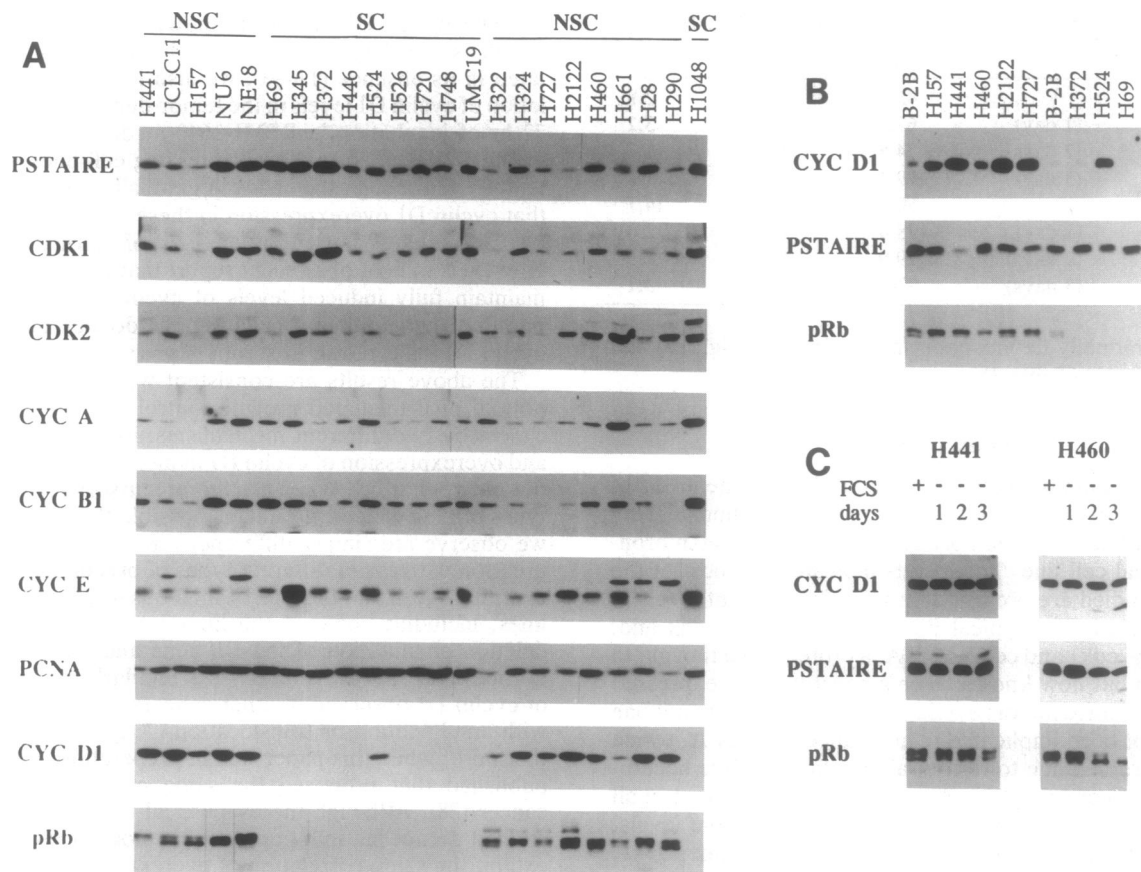 A
NSC SC NSC SC
H441 UCLC11 H157 NU6 NE18 H69 H345 H372 H446 H524 H526 H720 H748 UMC19 H322 H324 H727 H2122 H460 H661 H28 H290 H1048
PSTAIRE
CDK1
CDK2
CYC A
CYC B1
CYC E
PCNA
CYC D1
pRb
B
B-2B H157 H441 H460 H2122 H727 B-2B H372 H524 H69
CYC D1
PSTAIRE
pRb
C
H441 H460
FCS + - - - + - - -
days 1 2 3 1 2 3
CYC D1
PSTAIRE
pRb